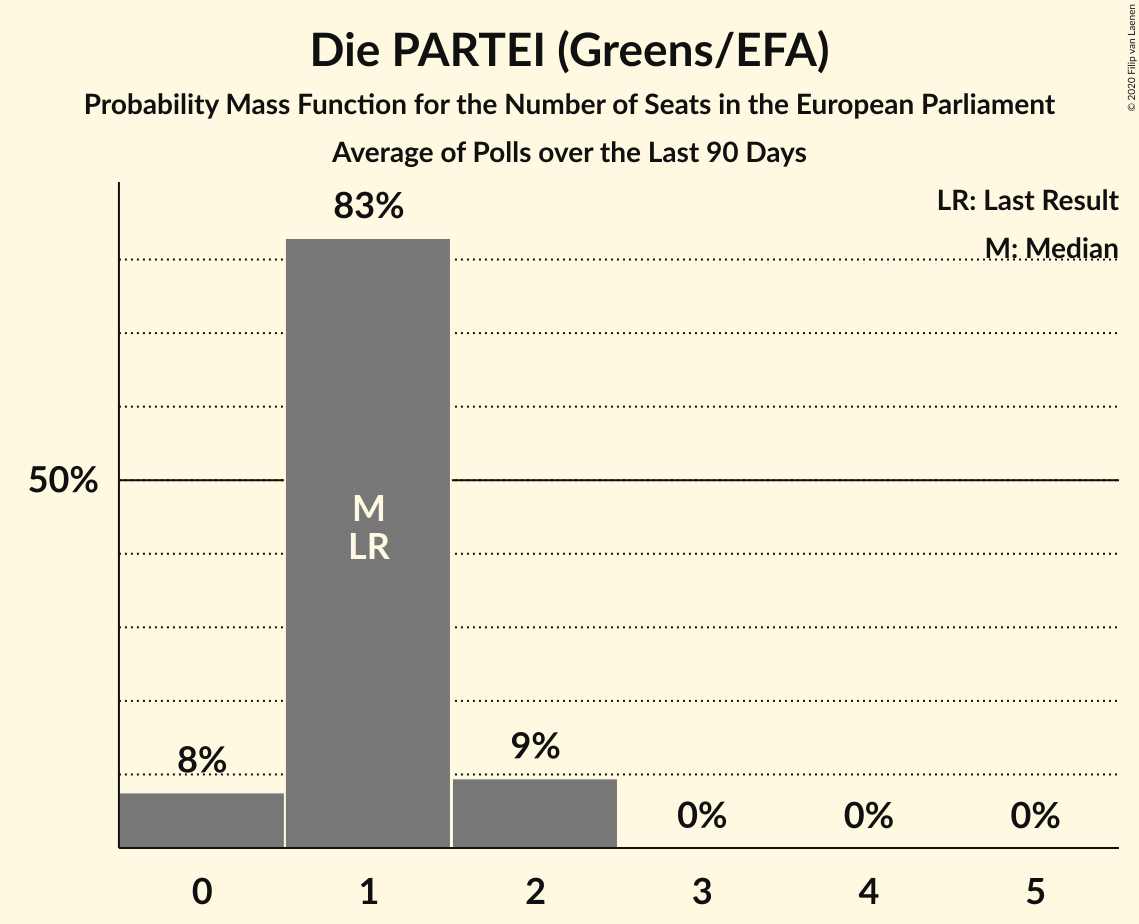 Die PARTEI (Greens/EFA)
Probability Mass Function for the Number of Seats in the European Parliament
Average of Polls over the Last 90 Days
© 2020 Filip van Laenen
LR: Last Result
M: Median
83%
50%
M
LR
8%
9%
0%
0%
0%
0
1
2
3
4
5